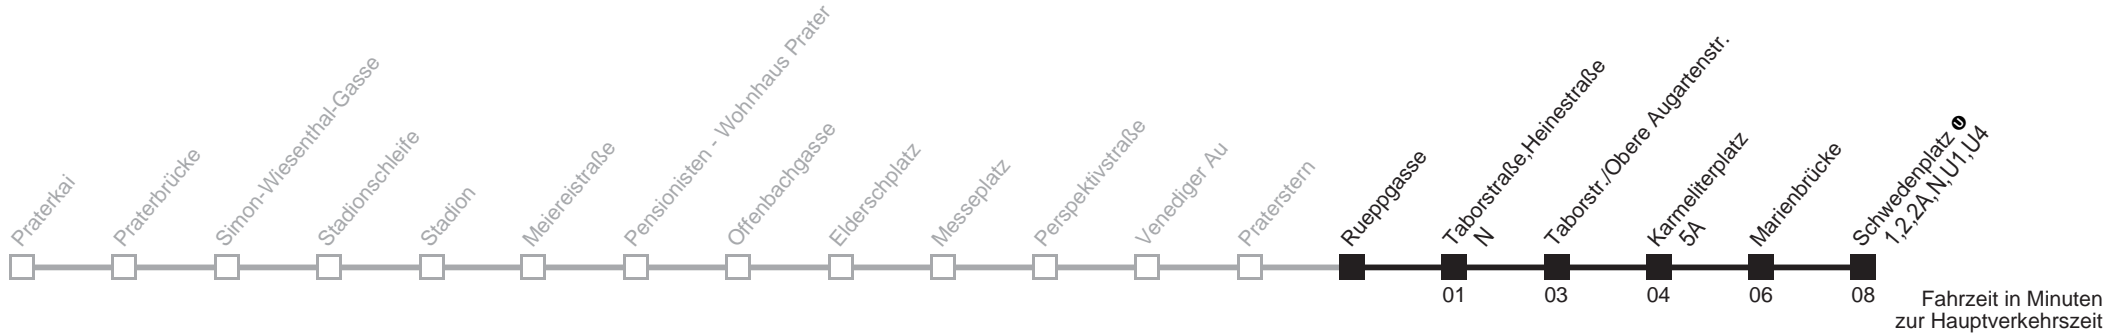 Praterkai
Praterbrücke
Simon-Wiesenthal-Gasse
Stadionschleife
Stadion
Meiereistraße
Pensionisten - Wohnhaus Prater
Offenbachgasse
Elderschplatz
Messeplatz
Perspektivstraße
Venediger Au
Praterstern
Rueppgasse
Taborstraße,Heinestraße
N
Taborstr./Obere Augartenstr.
Karmeliterplatz
5A
Marienbrücke
Schwedenplatz U
1,2,2A,N,U1,U4
01 03 04 06 08
Fahrzeit in Minuten
zur Hauptverkehrszeit